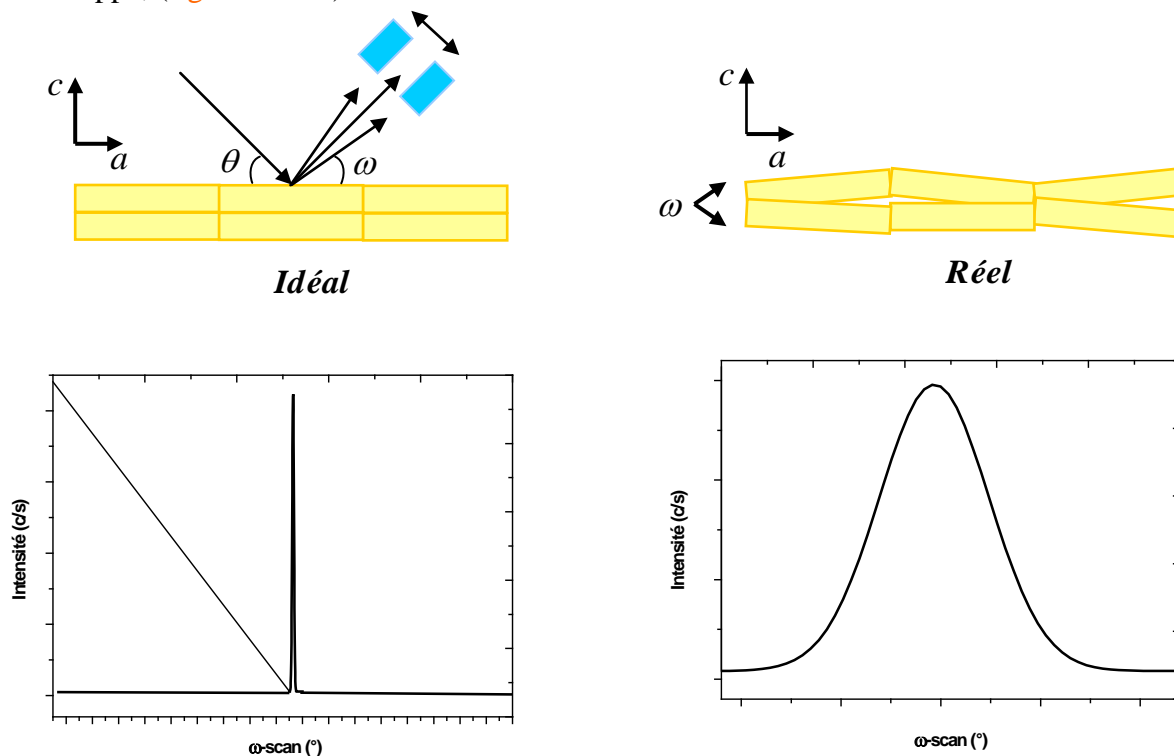 c
a
θ
ω
Idéal
c
a
ω
Réel
Intensité (c/s)
ω-scan (°)
Intensité (c/s)
ω-scan (°)